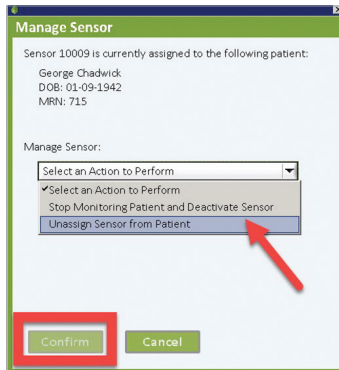 Manage Sensor
Sensor 10009 is currently assigned to the following patient:
George Chadwick
DOB: 01-09-1942
MRN: 715
Manage Sensor:
Select an Action to Perform
✔Select an Action to Perform
Stop Monitoring Patient and Deactivate Sensor
Unassign Sensor from Patient
Confirm Cancel